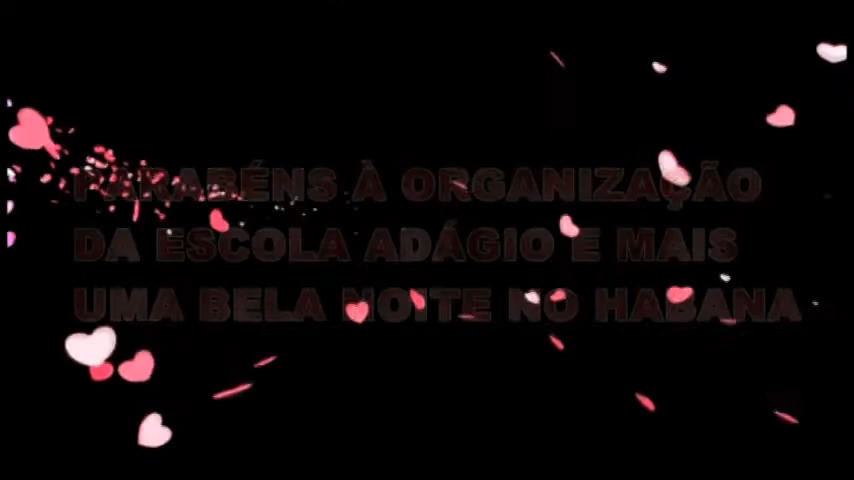 PARABÉNS À ORGANIZAÇÃO
DA ESCOLA ADÁGIO E MAIS
UMA BELA NOITE NO HABANA